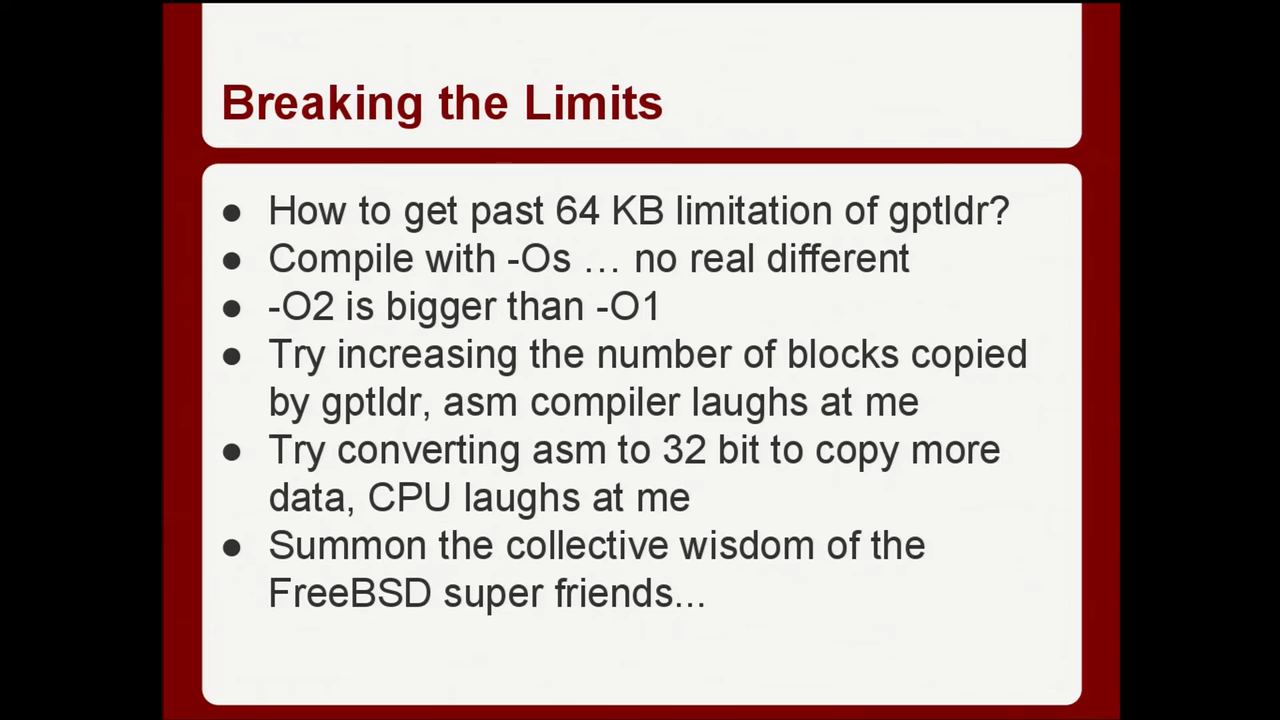 Breaking the Limits
● How to get past 64 KB limitation of gptldr?
● Compile with -Os … no real different
● -O2 is bigger than -O1
● Try increasing the number of blocks copied
by gptldr, asm compiler laughs at me
● Try converting asm to 32 bit to copy more
data, CPU laughs at me
● Summon the collective wisdom of the
FreeBSD super friends...